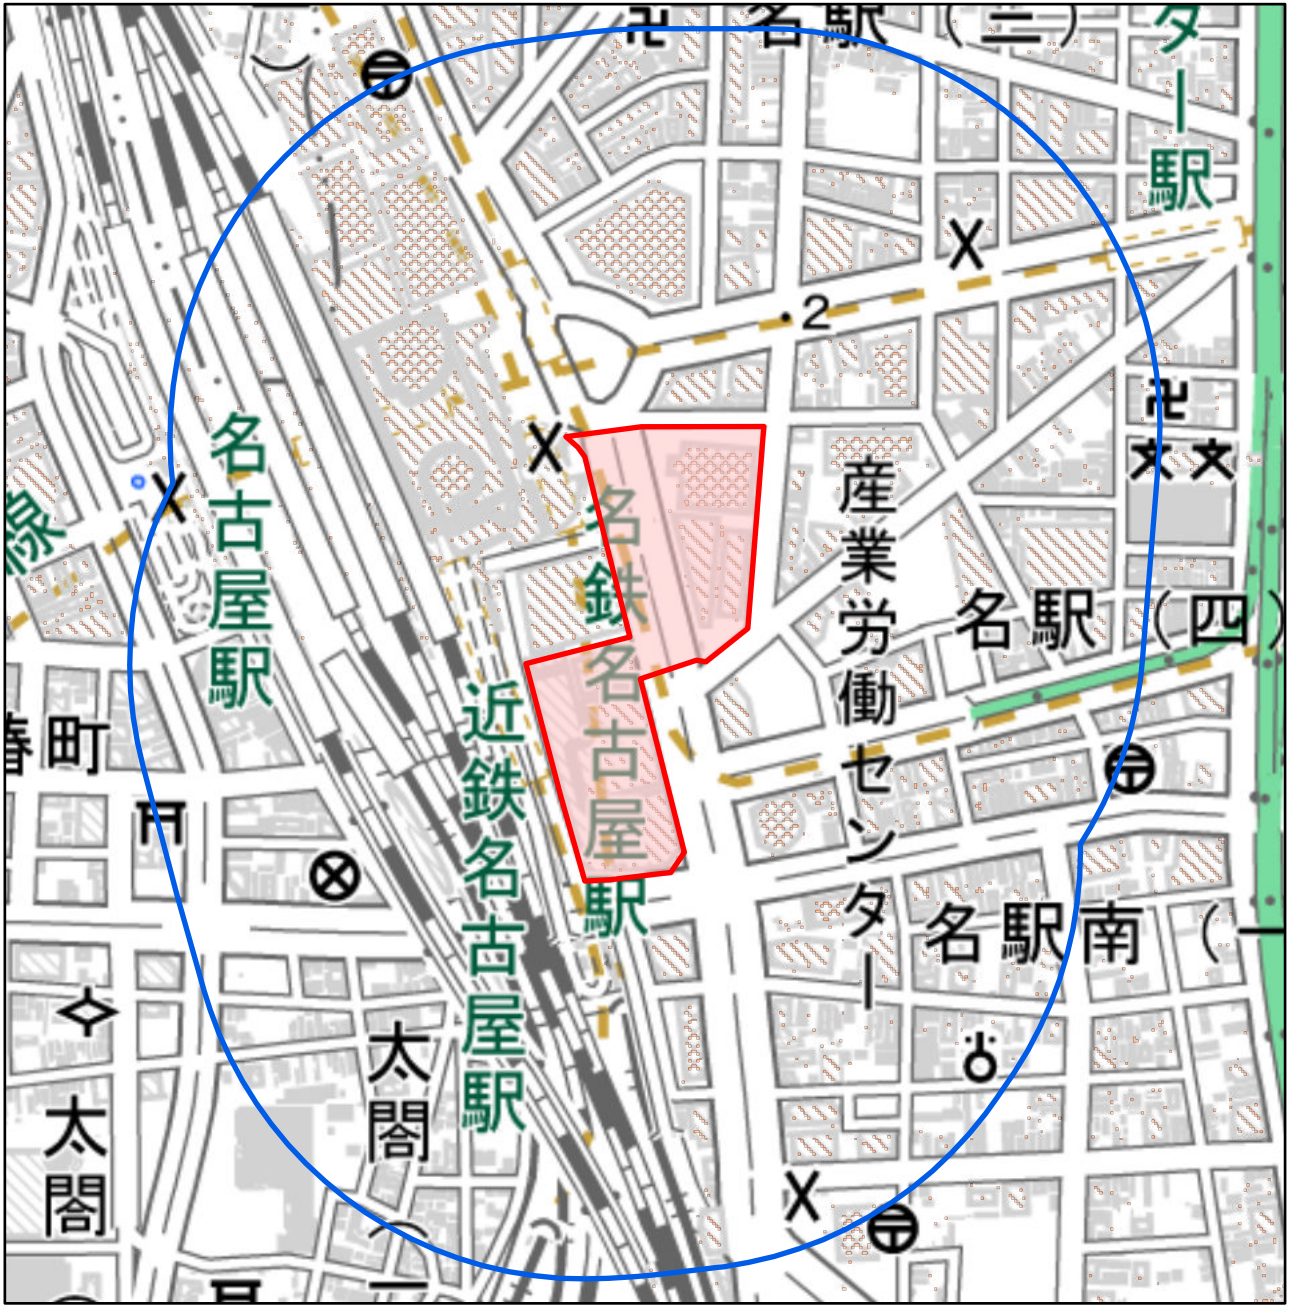 名駅(三)
ター駅
2
名古屋駅
名鉄名古屋駅
産業労働センター
線
名駅(四)
近鉄名古屋駅
椿町
名駅南(一
太閤(一
太閤